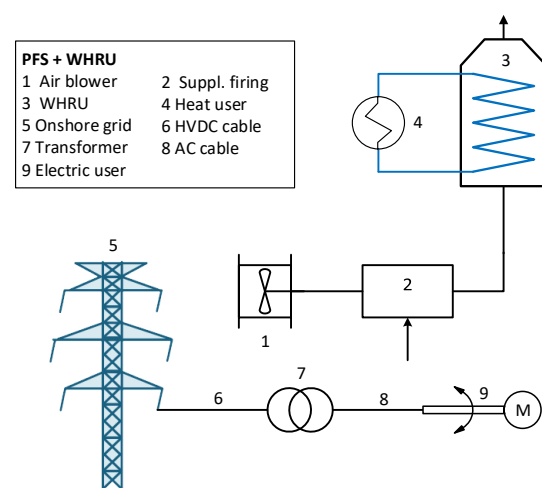 PFS + WHRU
1 Air blower 2 Suppl. firing
3 WHRU 4 Heat user
5 Onshore grid 6 HVDC cable
7 Transformer 8 AC cable
9 Electric user
3
4
5
2
1
7
6
8
9
M